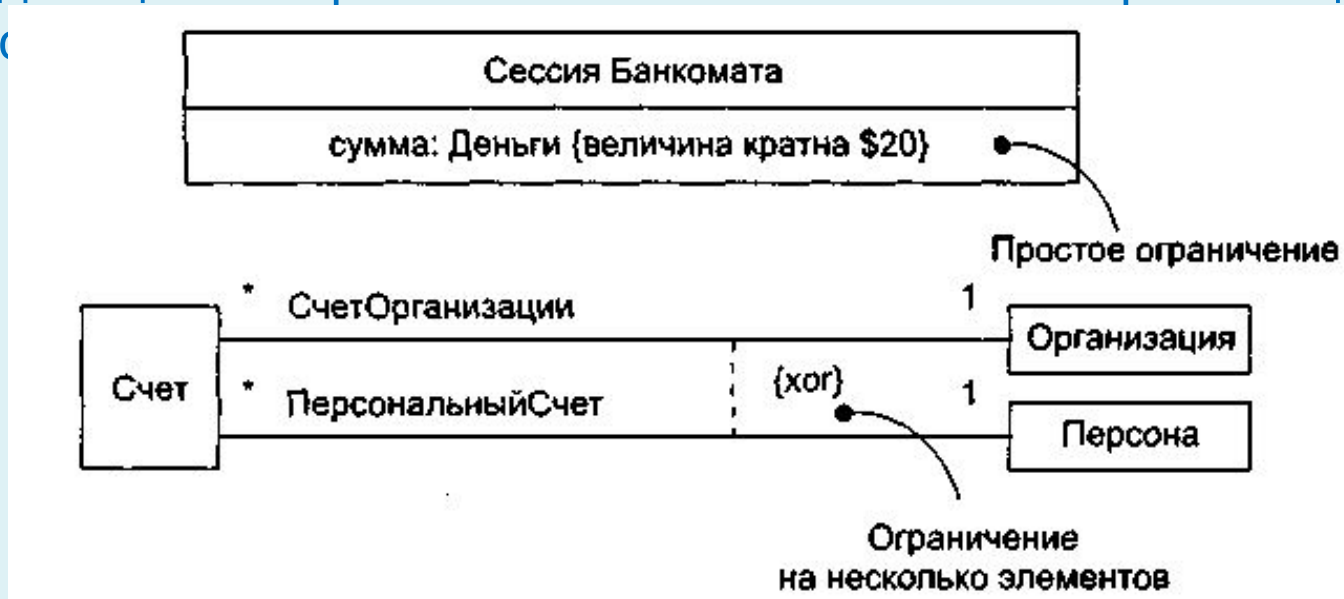 Сессия Банкомата
сумма: Деньги {величина кратна $20}
Простое ограничение
* СчетОрганизации 1
Организация
Счет
* ПерсональныйСчет {xor} 1
Персона
Ограничение
на несколько элементов